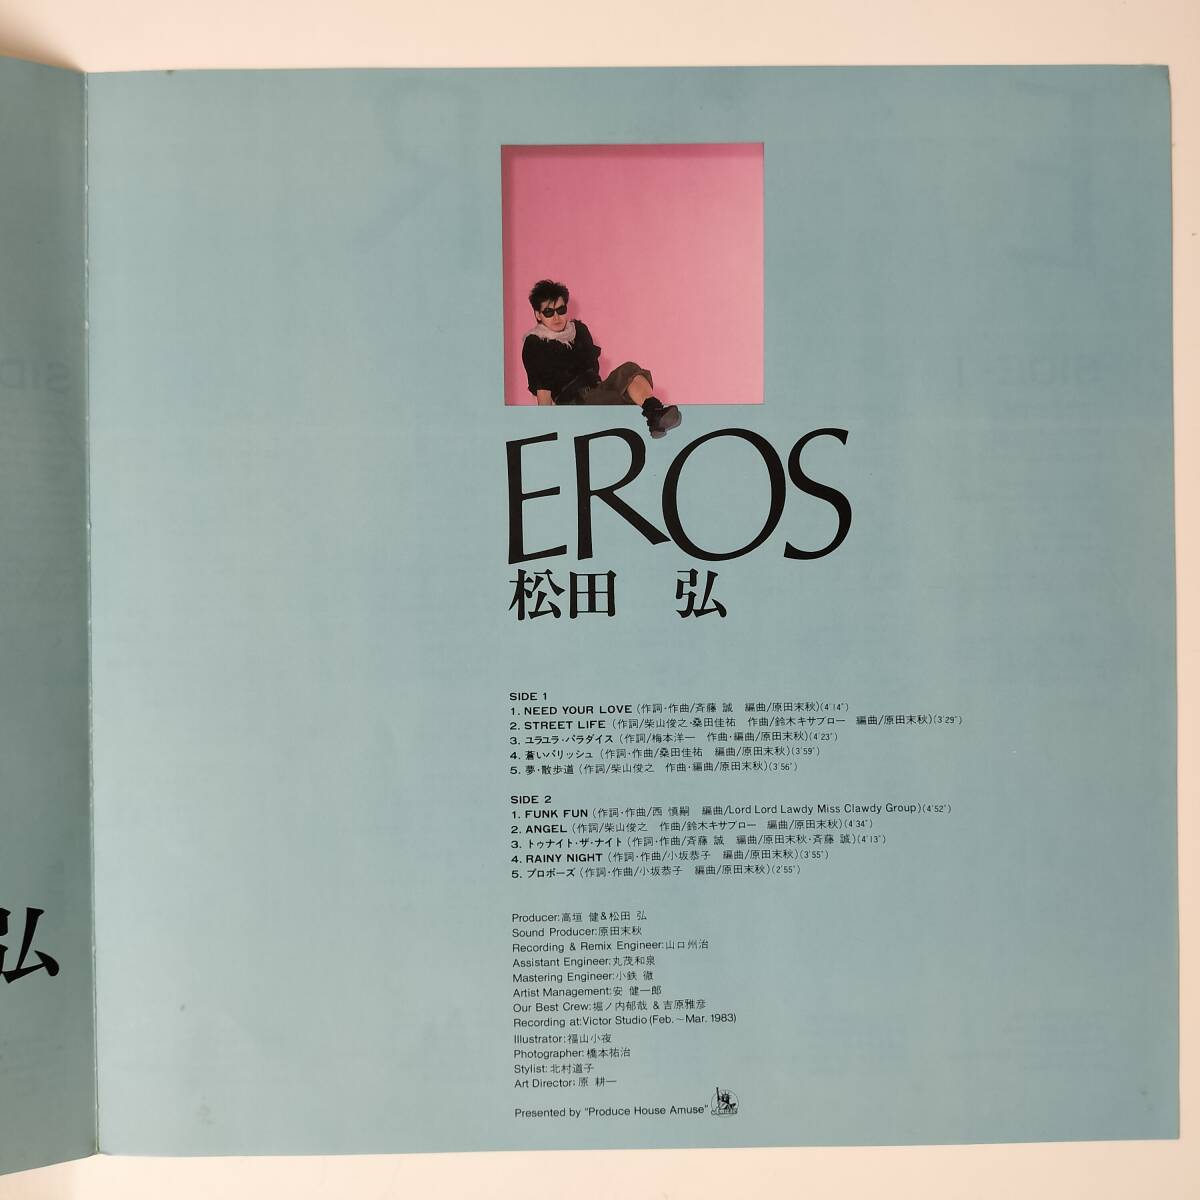 EROS
松田 弘
SIDE 1
1. NEED YOUR LOVE (作詞・作曲/斉藤 誠 編曲/原田末秋)(4′14″)
2. STREET LIFE (作詞/柴山俊之・桑田佳祐 作曲/鈴木キサブロー 編曲/原田末秋)(3′29″)
3. ユラユラ・パラダイス (作詞/梅本洋一 作曲・編曲/原田末秋)(4′23″)
4. 蒼いパリッシュ (作詞・作曲/桑田佳祐 編曲/原田末秋)(3′59″)
5. 夢・散歩道 (作詞/柴山俊之 作曲・編曲/原田末秋)(3′56″)
SIDE 2
1. FUNK FUN (作詞・作曲/西 慎嗣 編曲/Lord Lord Lawdy Miss Clawdy Group)(4′52″)
2. ANGEL (作詞/柴山俊之 作曲/鈴木キサブロー 編曲/原田末秋)(4′34″)
3. トゥナイト・ザ・ナイト (作詞・作曲/斉藤 誠 編曲/原田末秋・斉藤 誠)(4′13″)
4. RAINY NIGHT (作詞・作曲/小坂恭子 編曲/原田末秋)(3′55″)
5. プロポーズ (作詞・作曲/小坂恭子 編曲/原田末秋)(2′55″)
Producer:高垣 健&松田 弘
Sound Producer:原田末秋
Recording & Remix Engineer:山口州治
Assistant Engineer:丸茂和泉
Mastering Engineer:小鉄 徹
Artist Management:安 健一郎
Our Best Crew:堀ノ内郁哉 & 吉原雅彦
Recording at:Victor Studio (Feb.～Mar. 1983)
Illustrator:福山小夜
Photographer:橋本祐治
Stylist:北村道子
Art Director:原 耕一
Presented by "Produce House Amuse"
弘